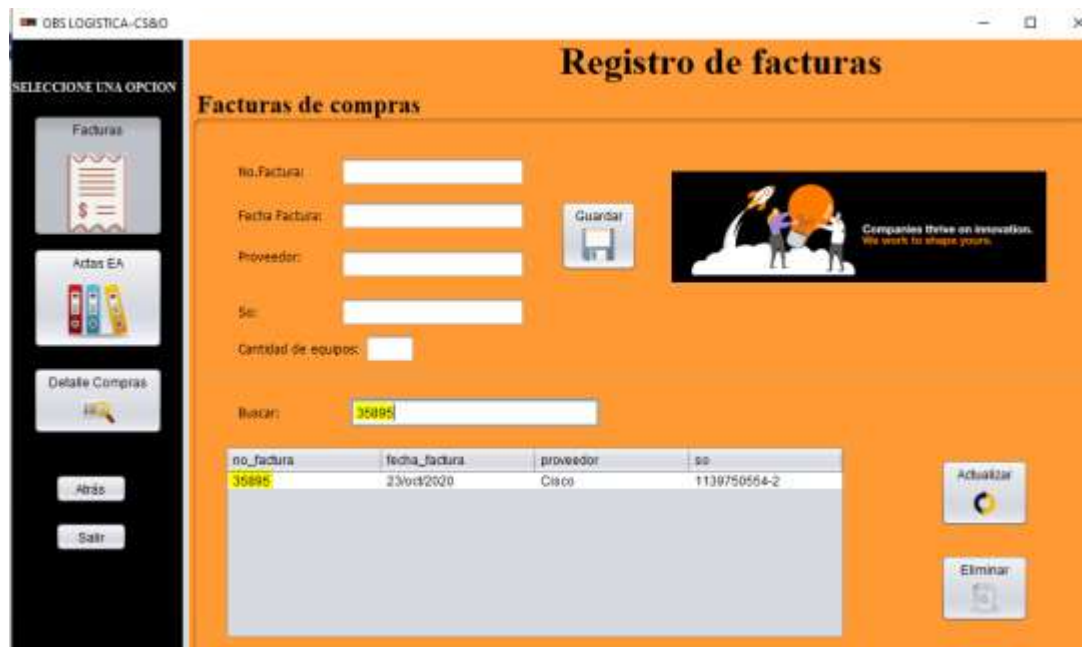 OBS LOGISTICA-CS&O
SELECCIONE UNA OPCION
Facturas
$
Actas EA
Detalle Compras
Atrás
Salir
Registro de facturas
Facturas de compras
No.Factura:
Fecha Factura:
Proveedor:
So:
Cantidad de equipos:
Guardar
Companies thrive on innovation.
We work to shape yours.
Buscar: 35895
no_factura fecha_factura proveedor so
35895 23/oct/2020 Cisco 1139750554-2
Actualizar
Eliminar